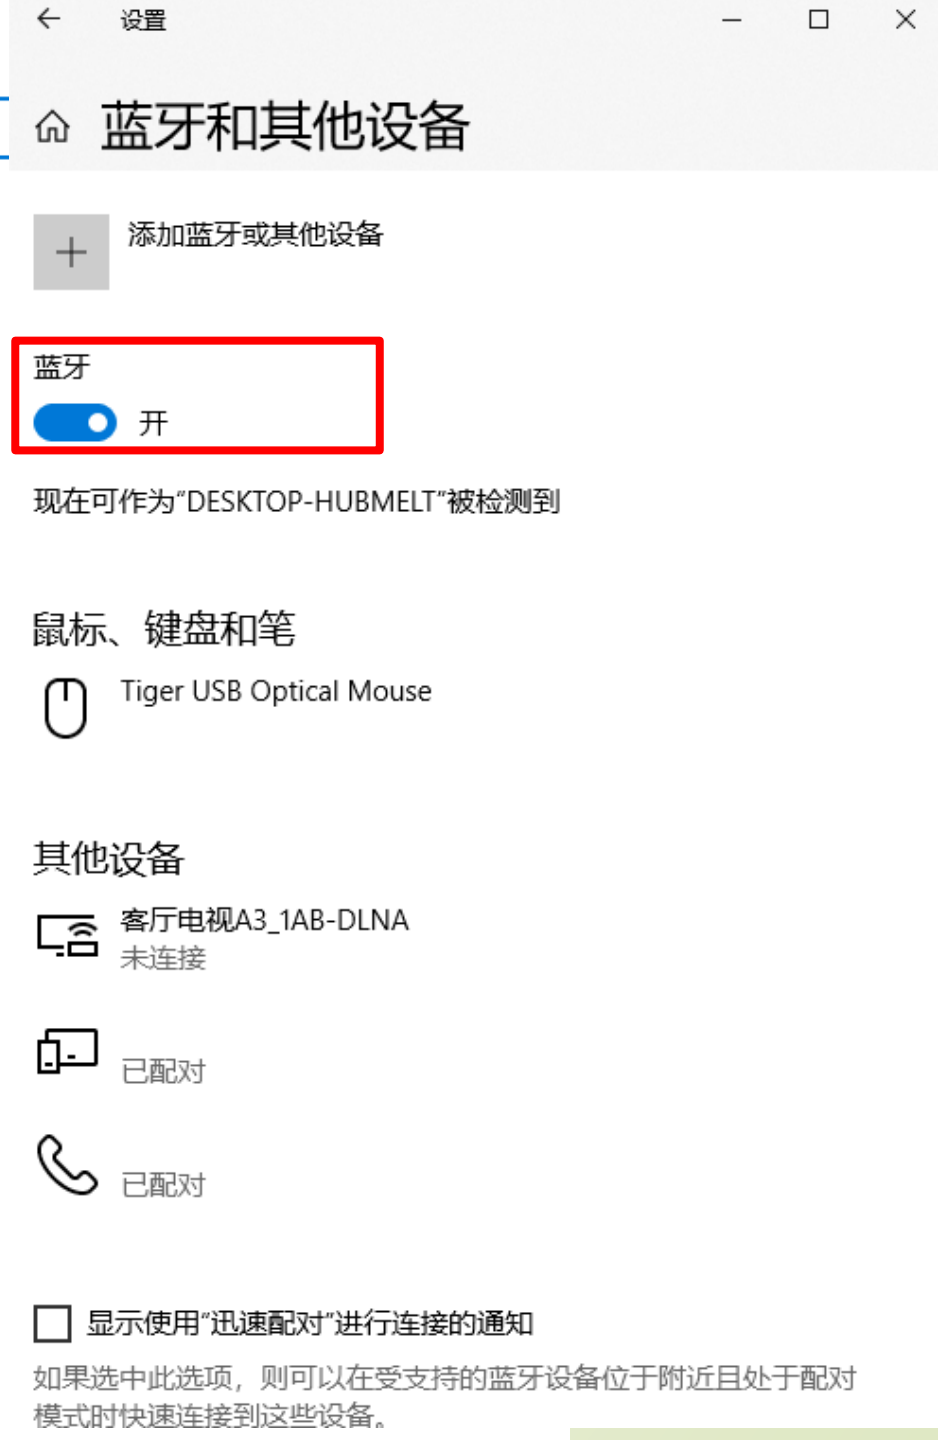 设置
蓝牙和其他设备
添加蓝牙或其他设备
蓝牙
开
现在可作为“DESKTOP-HUBMELT”被检测到
鼠标、键盘和笔
Tiger USB Optical Mouse
其他设备
客厅电视A3_1AB-DLNA
未连接
已配对
已配对
显示使用“迅速配对”进行连接的通知
如果选中此选项，则可以在受支持的蓝牙设备位于附近且处于配对
模式时快速连接到这些设备。